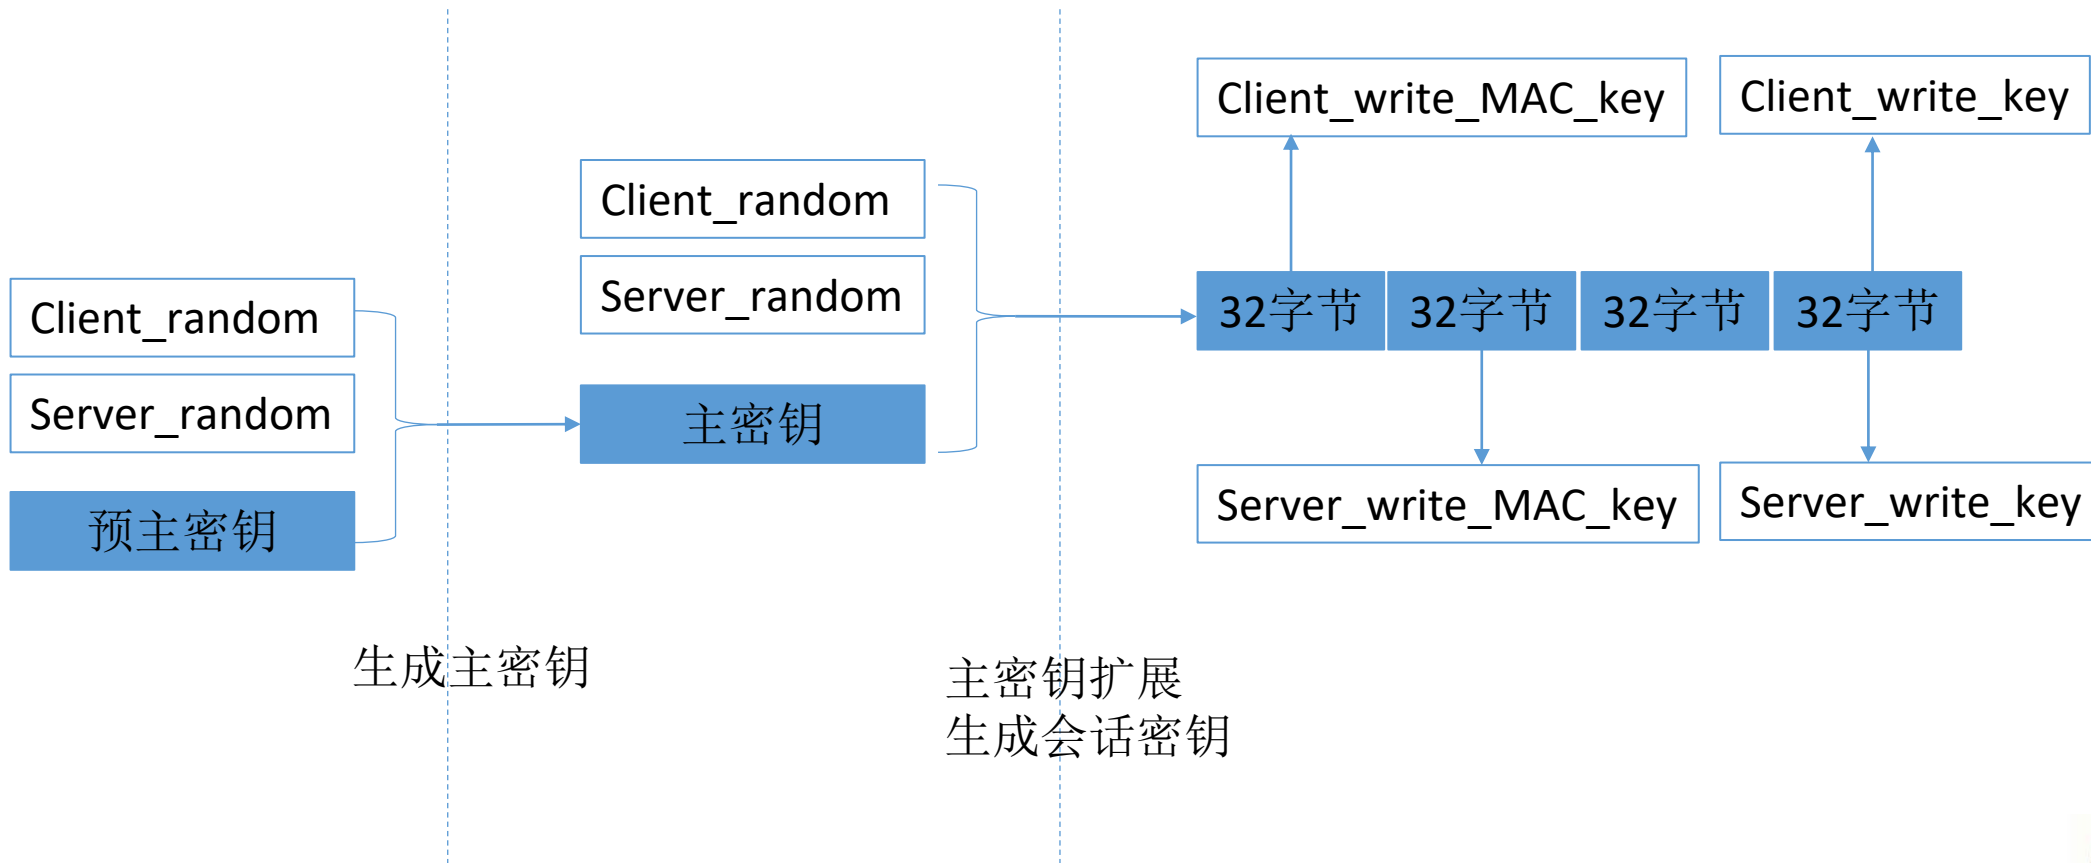 Client_random
Server_random
预主密钥
生成主密钥
Client_random
Server_random
主密钥
主密钥扩展
生成会话密钥
Client_write_MAC_key
Client_write_key
32字节
32字节
32字节
32字节
Server_write_MAC_key
Server_write_key